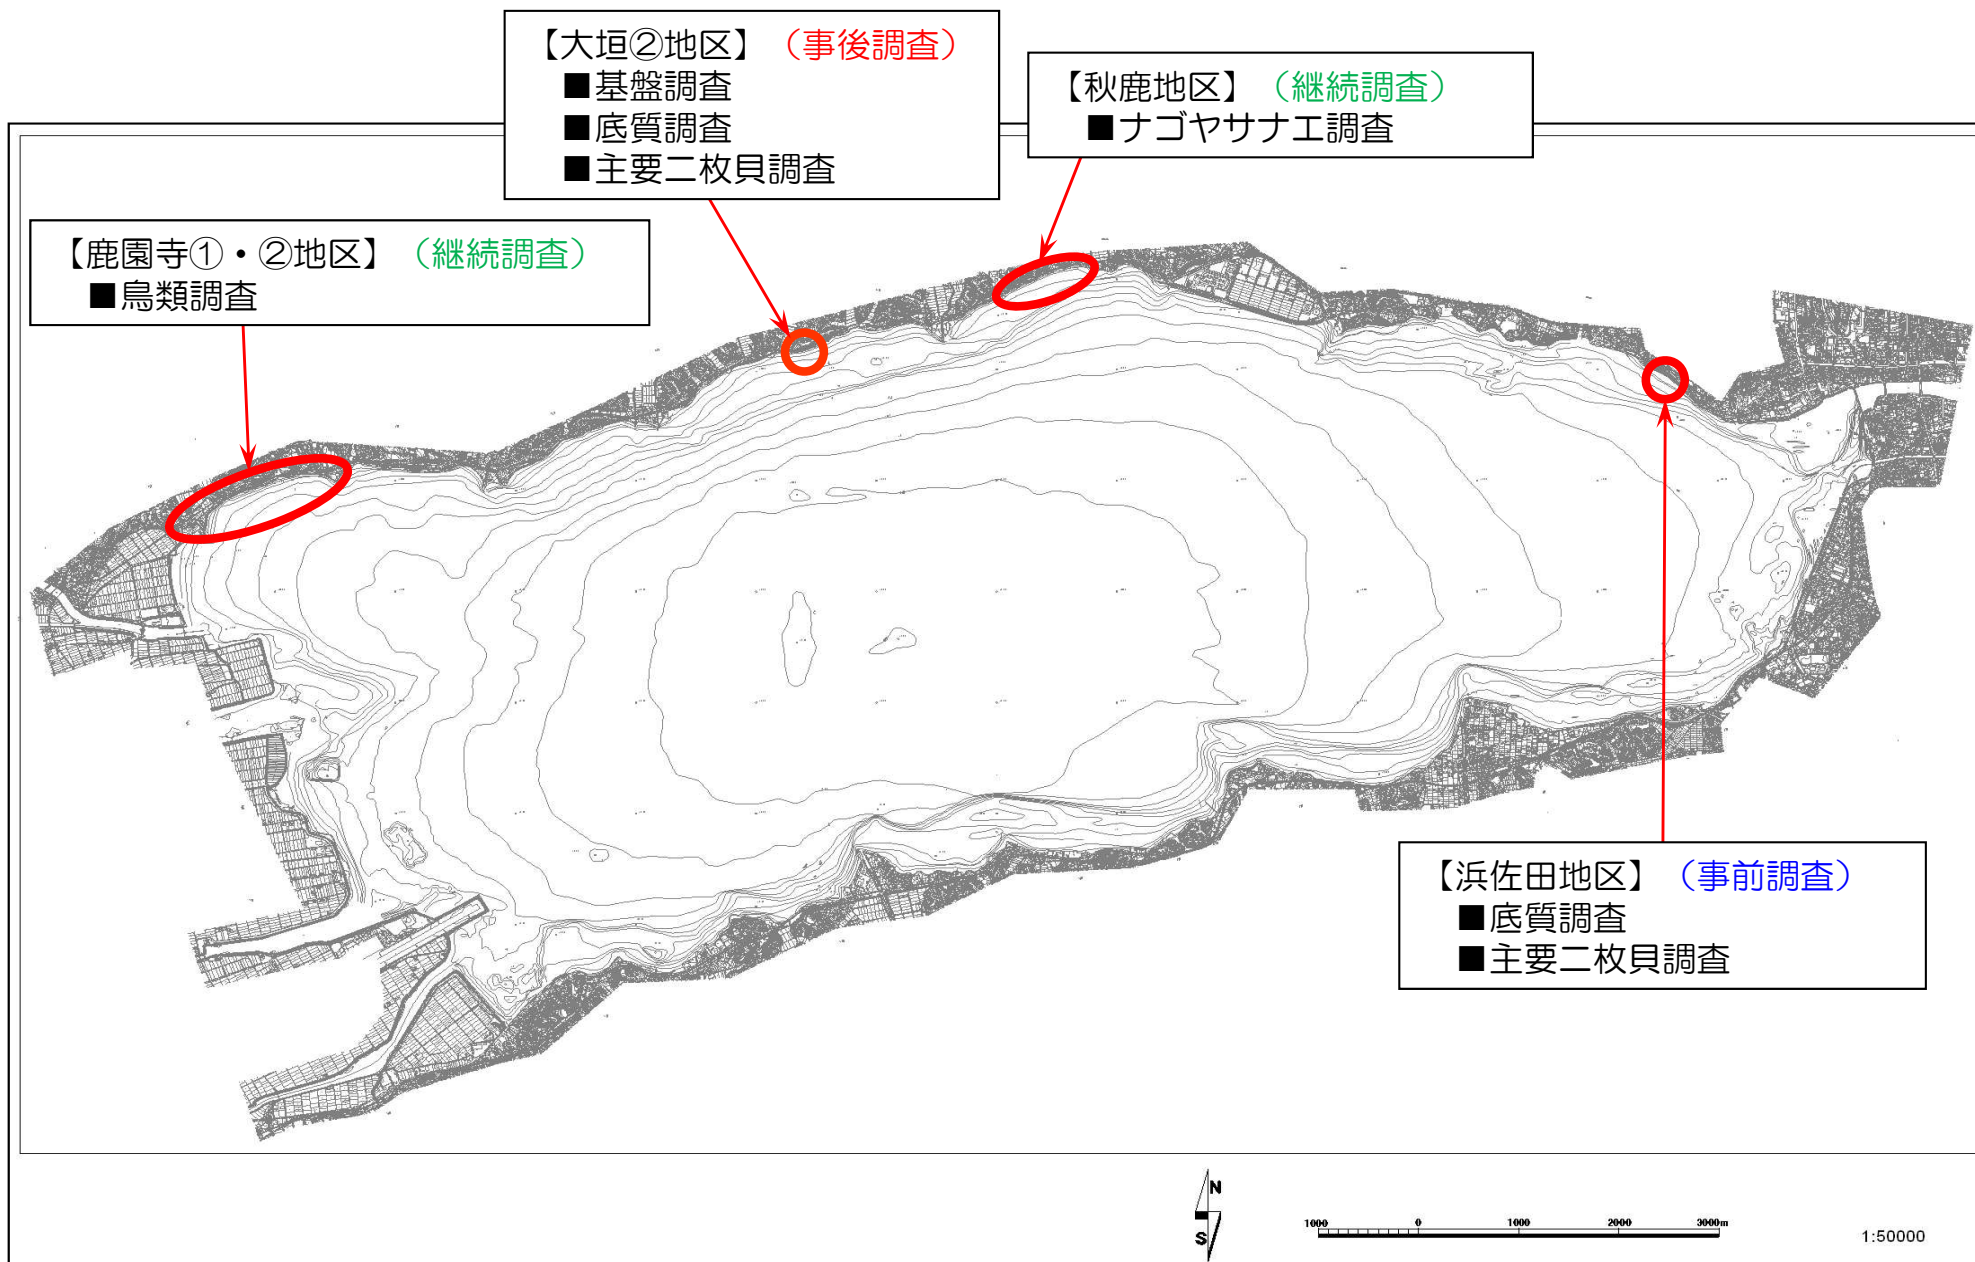 【大垣②地区】（事後調査）
■基盤調査
■底質調査
■主要二枚貝調査
【秋鹿地区】（継続調査）
■ナゴヤサナエ調査
【鹿園寺①・②地区】（継続調査）
■鳥類調査
【浜佐田地区】（事前調査）
■底質調査
■主要二枚貝調査
N
S
1000 0 1000 2000 3000m
1:50000